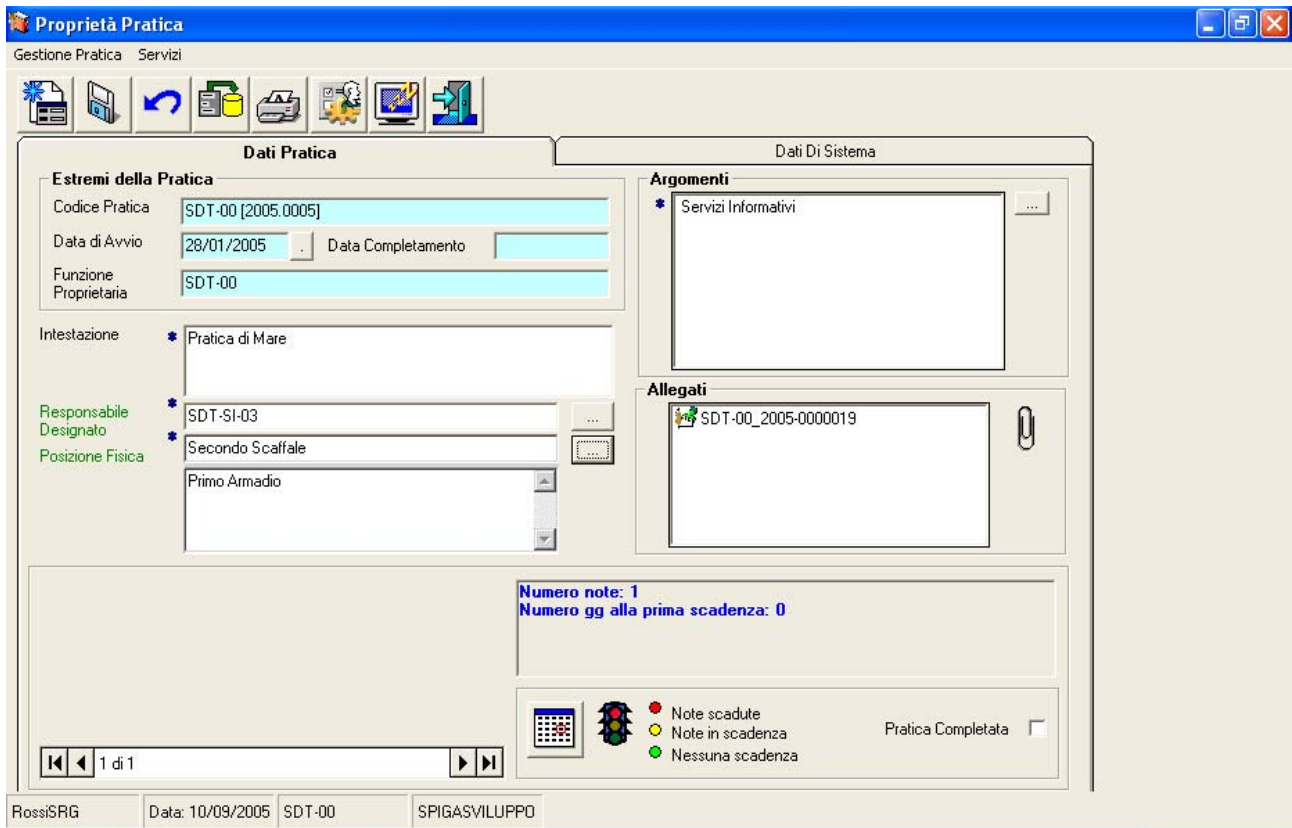 Proprietà Pratica
Gestione Pratica Servizi
Dati Pratica
Dati Di Sistema
Estremi della Pratica
Codice Pratica
SDT-00 [2005.0005]
Data di Avvio
28/01/2005
.
Data Completamento
Funzione
Proprietaria
SDT-00
Intestazione
*
Pratica di Mare
Responsabile
Designato
*
SDT-SI-03
...
Posizione Fisica
*
Secondo Scaffale
...
Primo Armadio
Argomenti
*
Servizi Informativi
...
Allegati
SDT-00_2005-0000019
Numero note: 1
Numero gg alla prima scadenza: 0
Note scadute
Note in scadenza
Nessuna scadenza
Pratica Completata
1 di 1
RossiSRG
Data: 10/09/2005
SDT-00
SPIGASVILUPPO